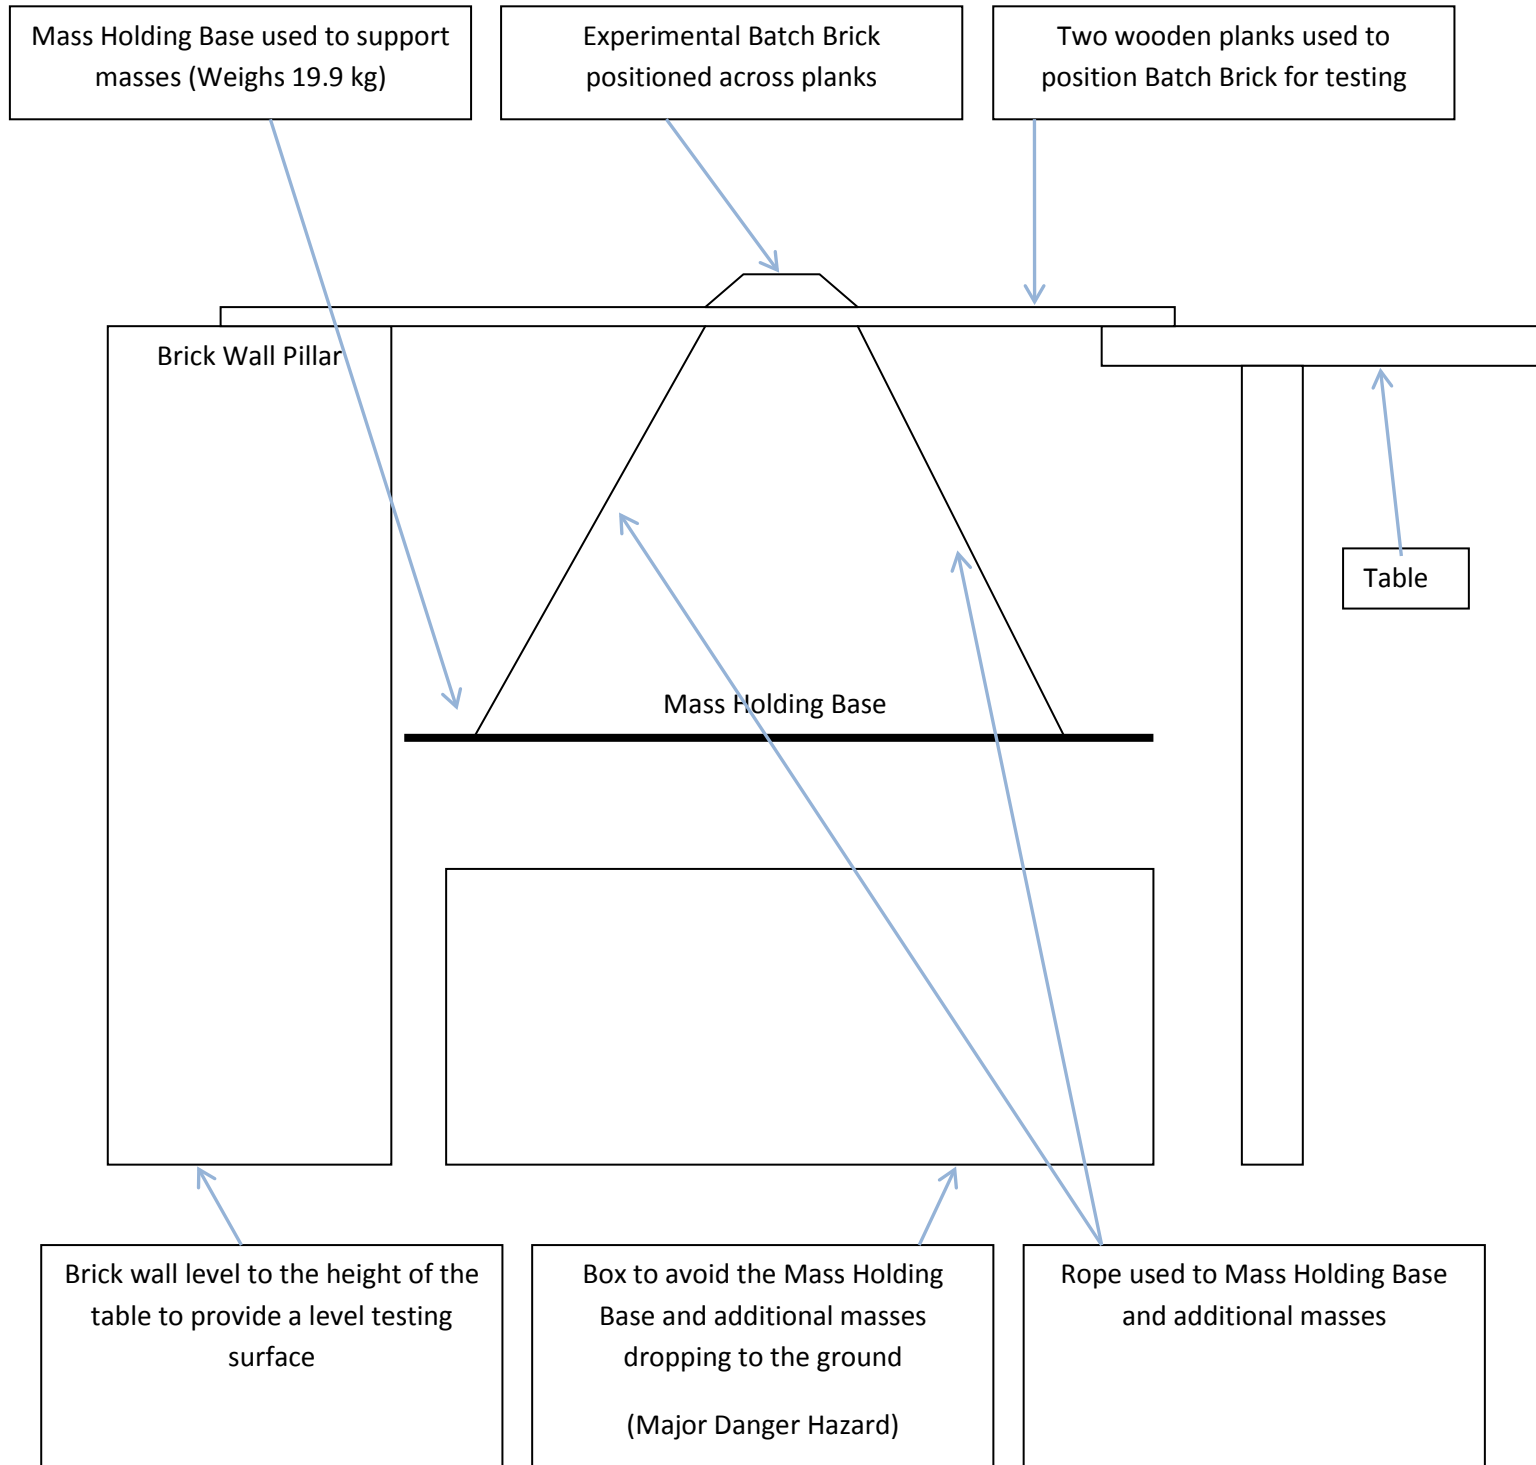 Mass Holding Base used to support
masses (Weighs 19.9 kg)
Experimental Batch Brick
positioned across planks
Two wooden planks used to
position Batch Brick for testing
Brick Wall Pillar
Table
Mass Holding Base
Brick wall level to the height of the
table to provide a level testing
surface
Box to avoid the Mass Holding
Base and additional masses
dropping to the ground
(Major Danger Hazard)
Rope used to Mass Holding Base
and additional masses